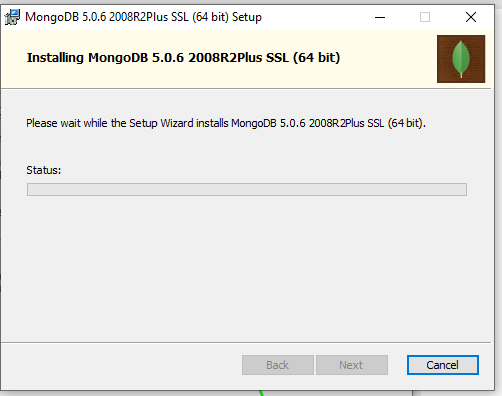 MongoDB 5.0.6 2008R2Plus SSL (64 bit) Setup
Installing MongoDB 5.0.6 2008R2Plus SSL (64 bit)
Please wait while the Setup Wizard installs MongoDB 5.0.6 2008R2Plus SSL (64 bit).
Status:
Back
Next
Cancel